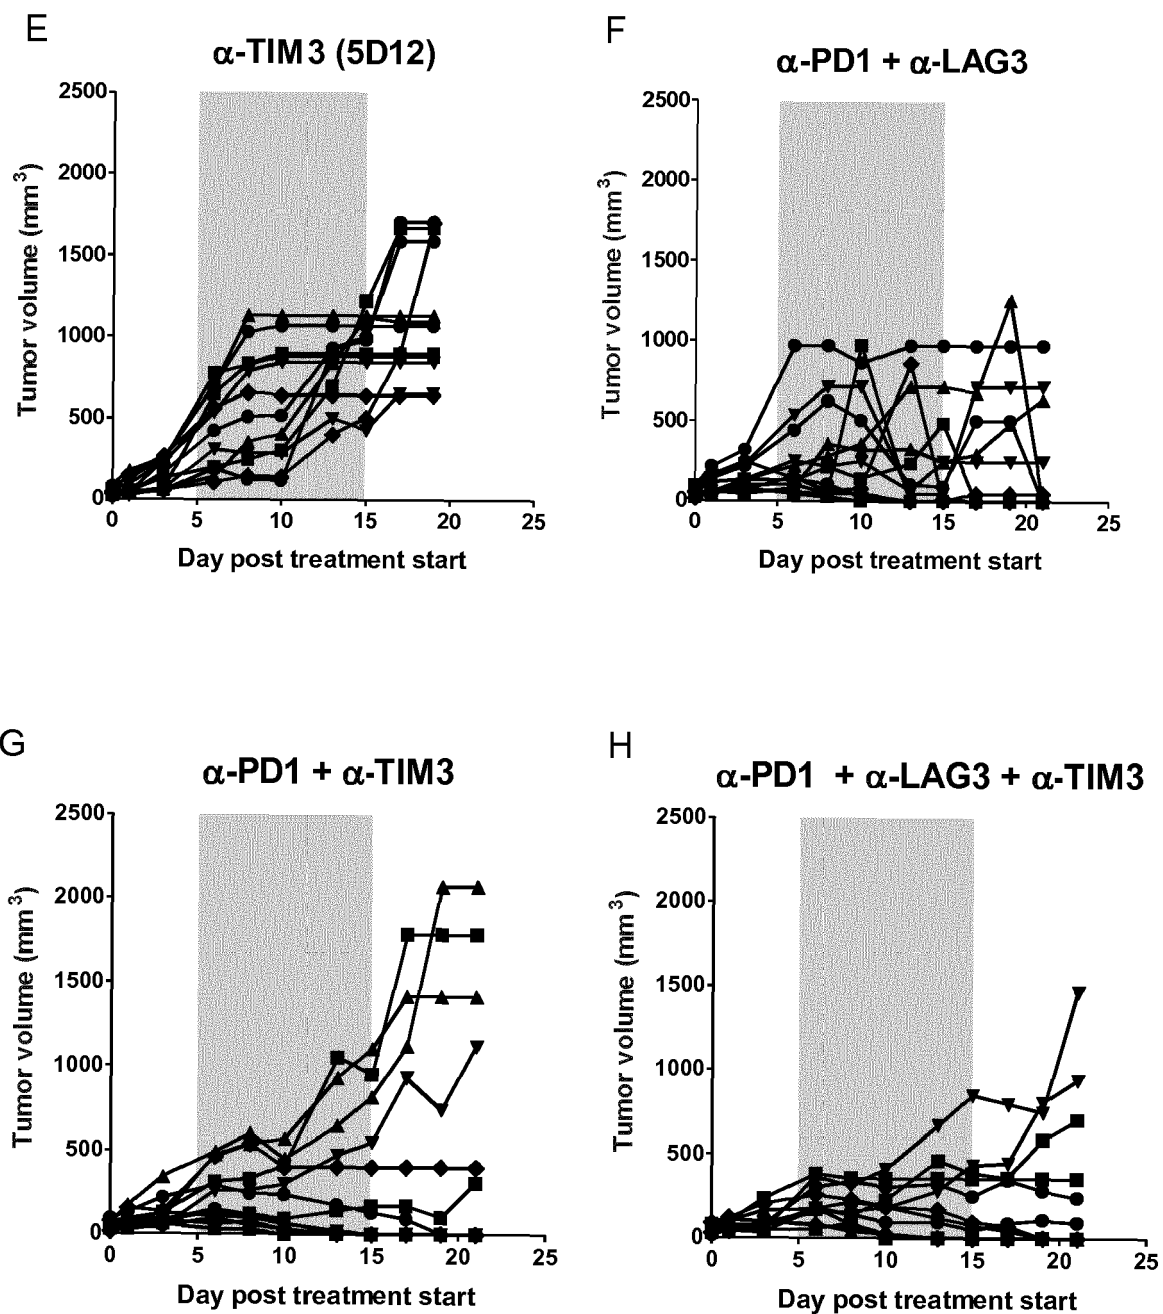 E
α-TIM3 (5D12)
Tumor volume (mm³)
2500
2000
1500
1000
500
0
0 5 10 15 20 25
Day post treatment start
F
α-PD1 + α-LAG3
Tumor volume (mm³)
2500
2000
1500
1000
500
0
0 5 10 15 20 25
Day post treatment start
G
α-PD1 + α-TIM3
Tumor volume (mm³)
2500
2000
1500
1000
500
0
0 5 10 15 20 25
Day post treatment start
H
α-PD1 + α-LAG3 + α-TIM3
Tumor volume (mm³)
2500
2000
1500
1000
500
0
0 5 10 15 20 25
Day post treatment start